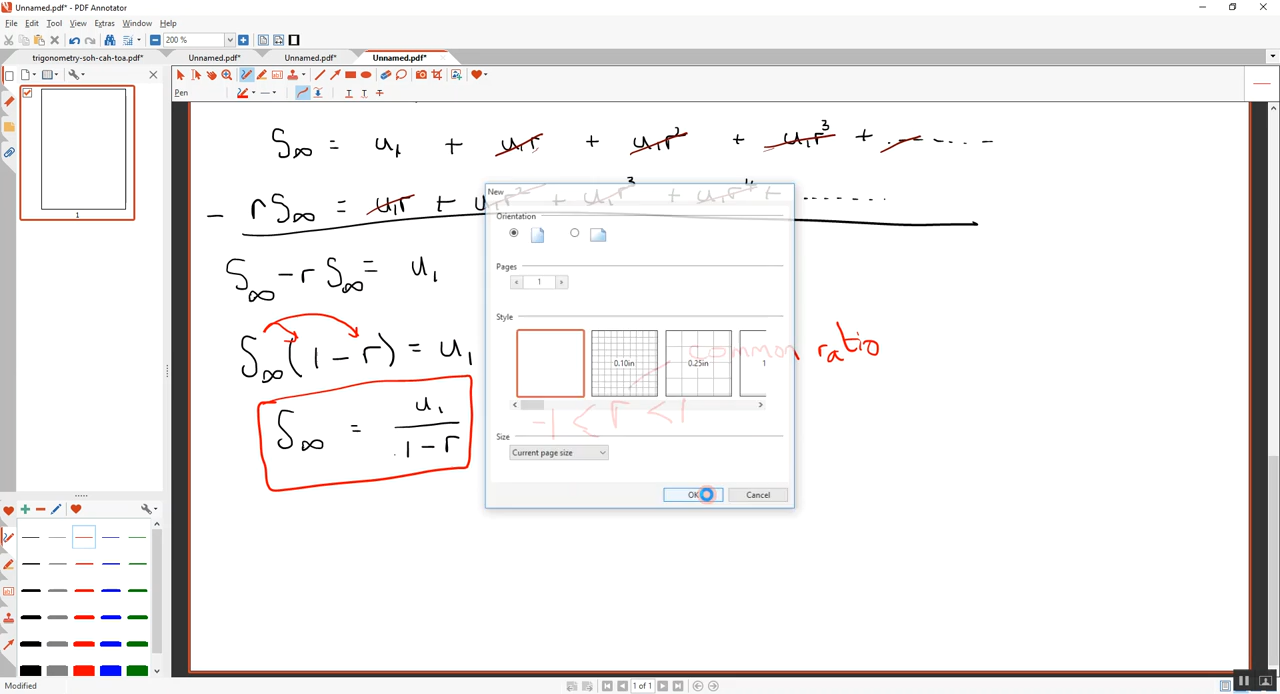 Unnamed.pdf* - PDF Annotator
File Edit Tool View Extras Window Help
200 %
trigonometry-soh-cah-toa.pdf* Unnamed.pdf* Unnamed.pdf* Unnamed.pdf*
Pen
S∞ = u₁ + u₁r + u₁r² + u₁r³ + ........
- rS∞ = u₁r + u₁r² + u₁r³ + u₁r⁴ + .......
S∞ - rS∞ = u₁
S∞(1 - r) = u₁
common ratio
-1 < r < 1
S∞ = u₁
1 - r
New
Orientation
Pages
1
Style
0.10in 0.25in 1
Size
Current page size
OK Cancel
1
Modified
1 of 1